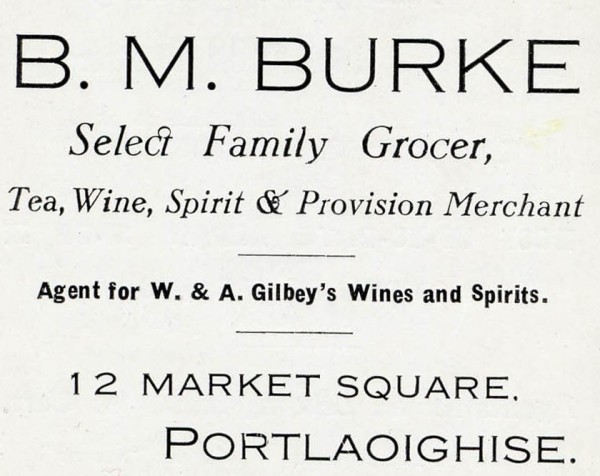 B. M. BURKE
Select Family Grocer,
Tea, Wine, Spirit & Provision Merchant
Agent for W. & A. Gilbey's Wines and Spirits.
12 MARKET SQUARE.
PORTLAOIGHISE.